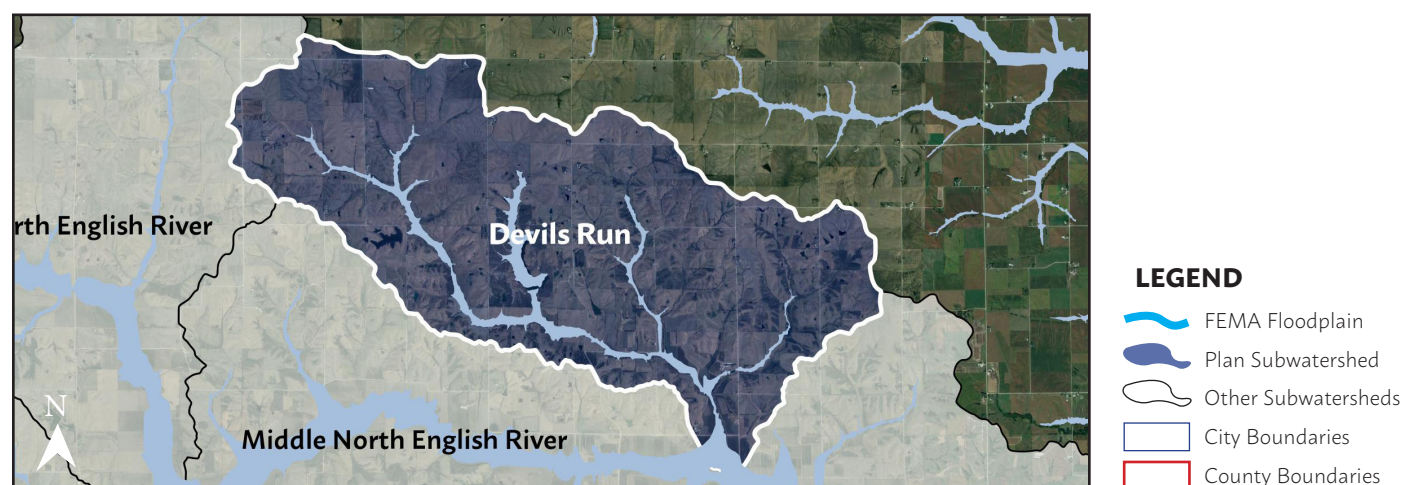 rth English River
Devils Run
N
Middle North English River
LEGEND
FEMA Floodplain
Plan Subwatershed
Other Subwatersheds
City Boundaries
County Boundaries